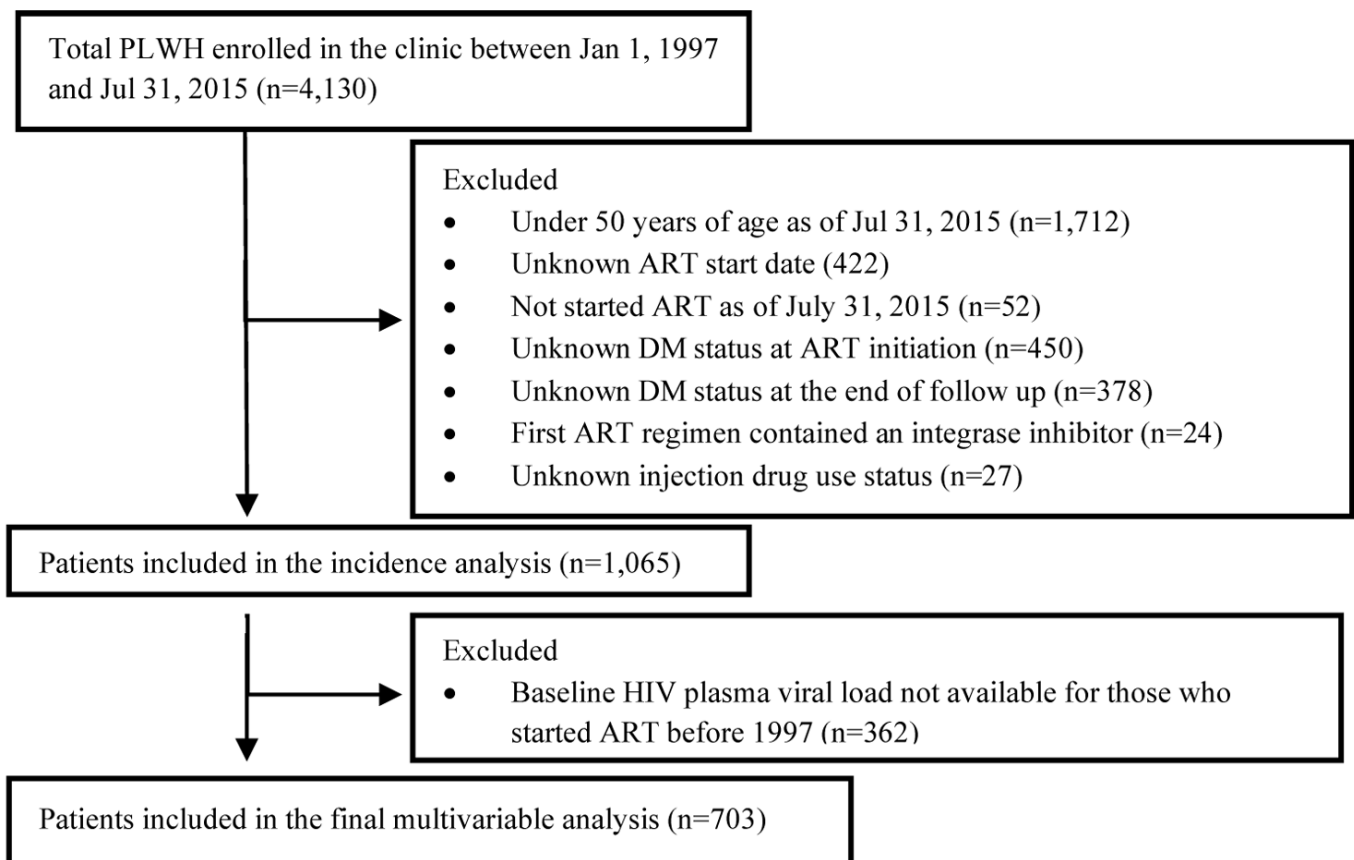 Total PLWH enrolled in the clinic between Jan 1, 1997
and Jul 31, 2015 (n=4,130)
Excluded
• Under 50 years of age as of Jul 31, 2015 (n=1,712)
• Unknown ART start date (422)
• Not started ART as of July 31, 2015 (n=52)
• Unknown DM status at ART initiation (n=450)
• Unknown DM status at the end of follow up (n=378)
• First ART regimen contained an integrase inhibitor (n=24)
• Unknown injection drug use status (n=27)
Patients included in the incidence analysis (n=1,065)
Excluded
• Baseline HIV plasma viral load not available for those who
started ART before 1997 (n=362)
Patients included in the final multivariable analysis (n=703)